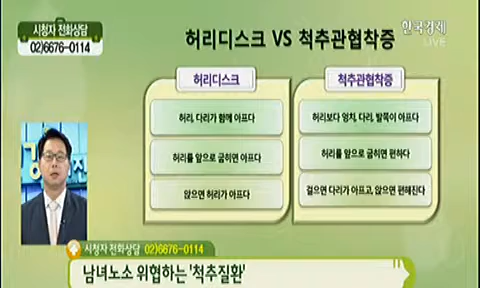 시청자 전화상담
02)6676-0114
허리디스크 VS 척추관협착증
한국경제
LIVE
허리디스크
척추관협착증
허리, 다리가 함께 아프다
허리보다 엉치, 다리, 발쪽이 아프다
허리를 앞으로 굽히면 아프다
허리를 앞으로 굽히면 편하다
앉으면 허리가 아프다
걸으면 다리가 아프고, 앉으면 편해진다
시청자 전화상담 02)6676-0114
남녀노소 위협하는 '척추질환'